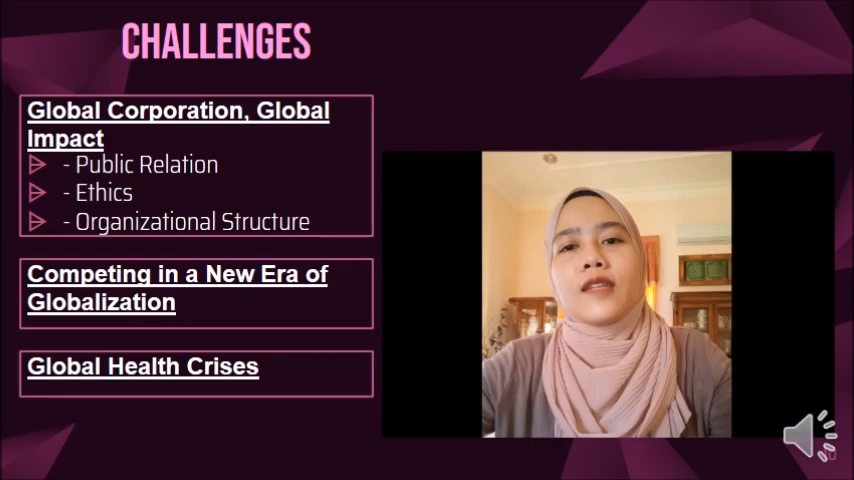 CHALLENGES
Global Corporation, Global
Impact
- Public Relation
- Ethics
- Organizational Structure
Competing in a New Era of
Globalization
Global Health Crises